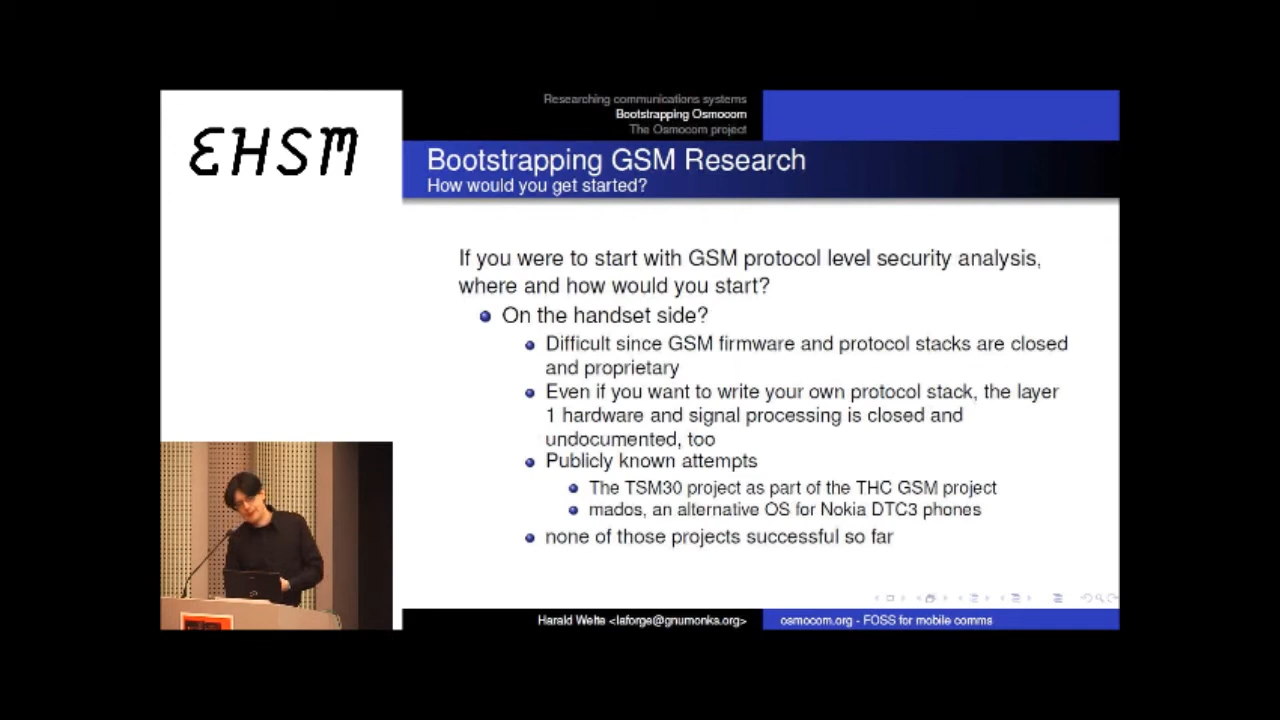 EHSM
Researching communications systems
Bootstrapping Osmocom
The Osmocom project
Bootstrapping GSM Research
How would you get started?
If you were to start with GSM protocol level security analysis,
where and how would you start?
On the handset side?
Difficult since GSM firmware and protocol stacks are closed
and proprietary
Even if you want to write your own protocol stack, the layer
1 hardware and signal processing is closed and
undocumented, too
Publicly known attempts
The TSM30 project as part of the THC GSM project
mados, an alternative OS for Nokia DTC3 phones
none of those projects successful so far
Harald Welte <laforge@gnumonks.org>
osmocom.org - FOSS for mobile comms